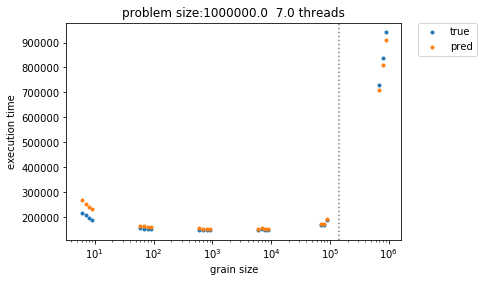 problem size:1000000.0  7.0 threads
true
pred
900000
800000
700000
600000
500000
400000
300000
200000
execution time
10¹
10²
10³
10⁴
10⁵
10⁶
grain size